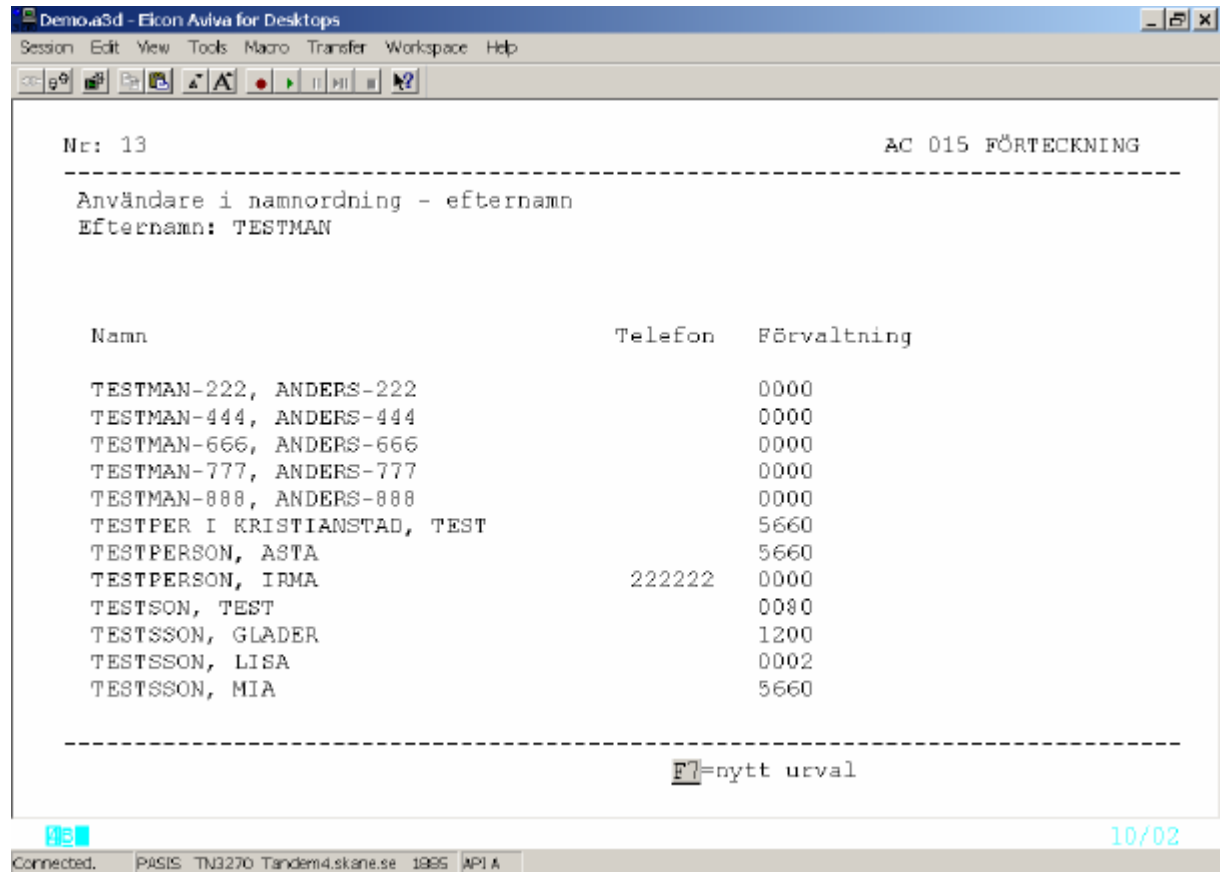 Demo.a3d - Eicon Aviva for Desktops
Session Edit View Tools Macro Transfer Workspace Help
Nr: 13 AC 015 FÖRTECKNING
Användare i namnordning - efternamn
Efternamn: TESTMAN
Namn Telefon Förvaltning
TESTMAN-222, ANDERS-222 0000
TESTMAN-444, ANDERS-444 0000
TESTMAN-666, ANDERS-666 0000
TESTMAN-777, ANDERS-777 0000
TESTMAN-888, ANDERS-888 0000
TESTPER I KRISTIANSTAD, TEST 5660
TESTPERSON, ASTA 5660
TESTPERSON, IRMA 222222 0000
TESTSON, TEST 0080
TESTSSON, GLADER 1200
TESTSSON, LISA 0002
TESTSSON, MIA 5660
F7=nytt urval
10/02
Connected. PASIS TN3270 Tandem4.skane.se API A